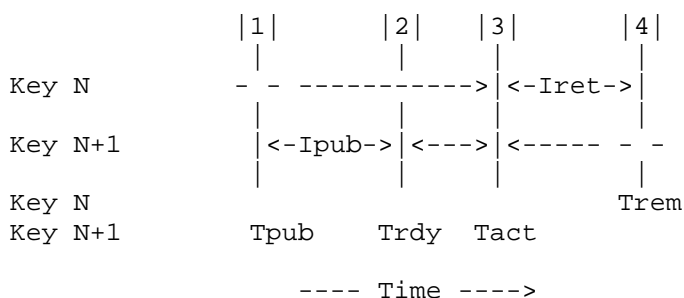 |1| |2| |3| |4|
| | | |
Key N - - ----------->|<-Iret->|
| | | |
Key N+1 |<-Ipub->|<--->|<----- - -
| | | |
Key N Trem
Key N+1 Tpub Trdy Tact
---- Time ---->